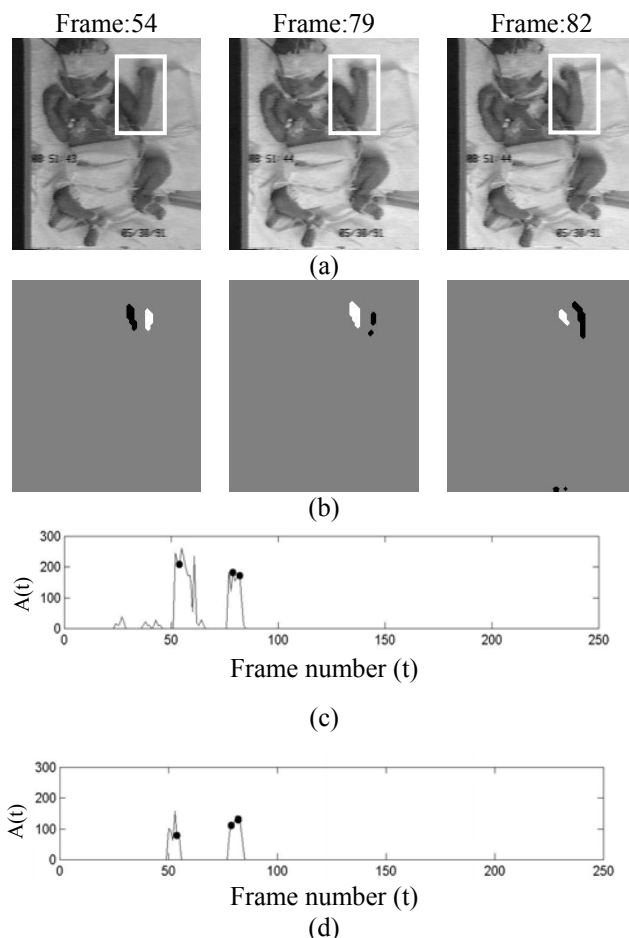 Frame:54 Frame:79 Frame:82
08:51:43 08:51:44 08:51:44
05/30/91 05/30/91 05/30/91
(a)
(b)
300
200
100
0
A(t)
0 50 100 150 200 250
Frame number (t)
(c)
300
200
100
0
A(t)
0 50 100 150 200 250
Frame number (t)
(d)